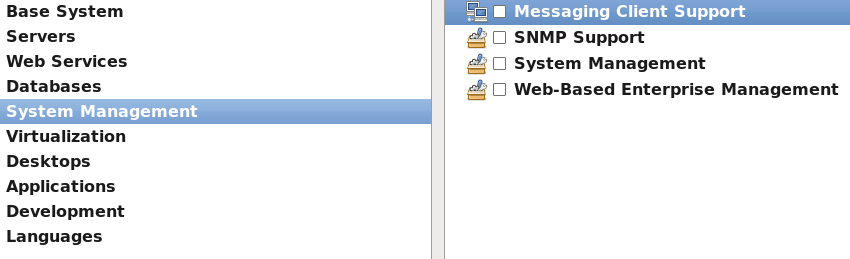 Base System
Servers
Web Services
Databases
System Management
Virtualization
Desktops
Applications
Development
Languages
Messaging Client Support
SNMP Support
System Management
Web-Based Enterprise Management